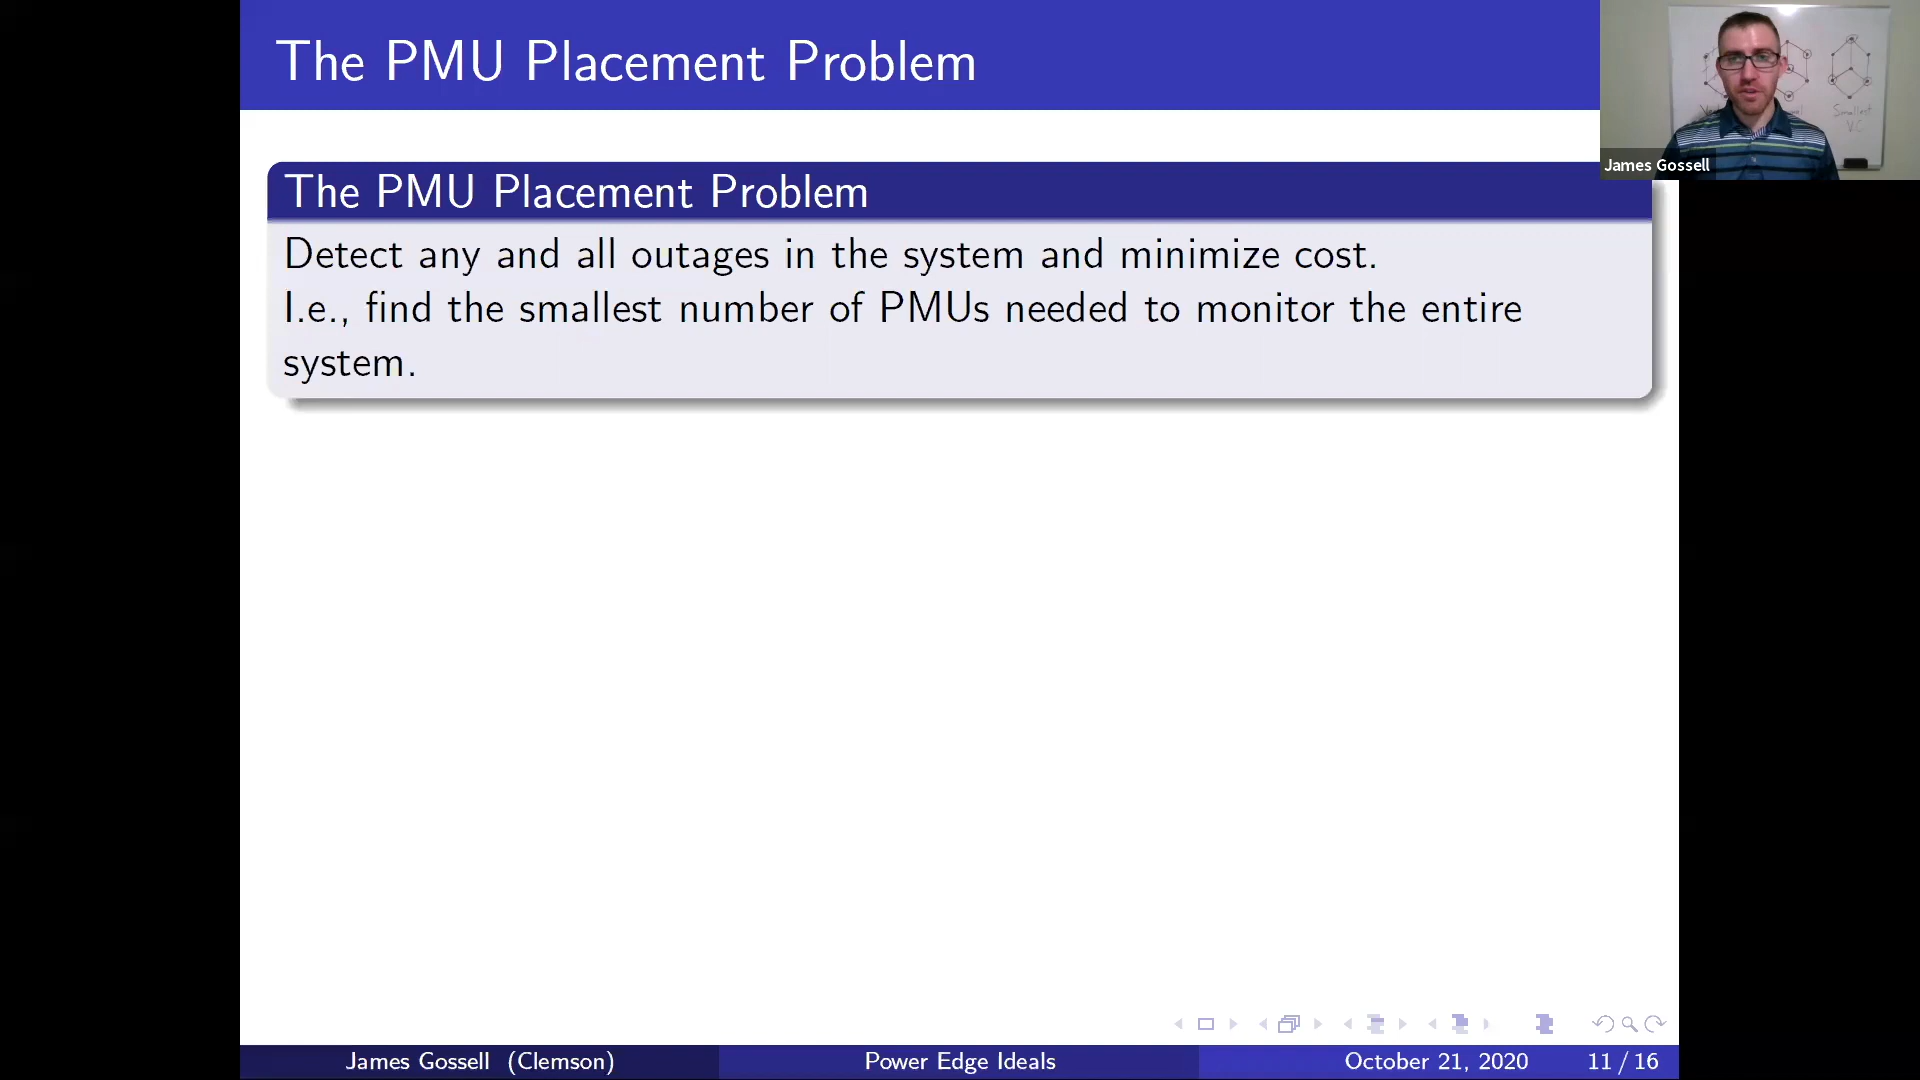 The PMU Placement Problem
The PMU Placement Problem
Detect any and all outages in the system and minimize cost.
I.e., find the smallest number of PMUs needed to monitor the entire
system.
Smallest
V.C
James Gossell
James Gossell (Clemson)
Power Edge Ideals
October 21, 2020
11 / 16